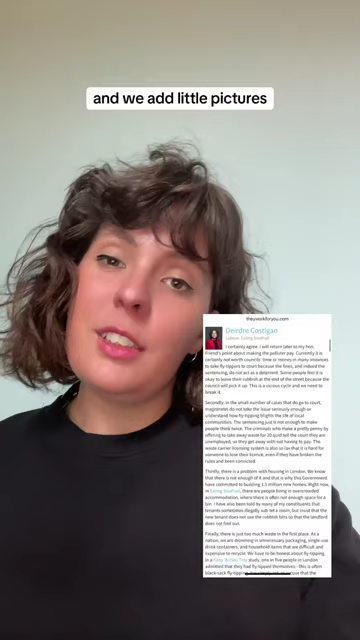 and we add little pictures
theyworkforyou.com
Deirdre Costigan
Labour, Ealing Southall
I certainly agree. I will return later to my hon.
Friend's point about making the polluter pay. Currently it is
certainly not worth councils' time or money in many instances
to take fly-tippers to court because the fines, and indeed the
sentencing, do not act as a deterrent. Some people feel it is
okay to leave their rubbish at the end of the street because the
council will pick it up. This is a vicious cycle and we need to
break it.
Secondly, in the small number of cases that do go to court,
magistrates do not take the issue seriously enough or
understand how fly-tipping blights the life of local
communities. The sentencing just is not enough to make
people think twice. The criminals who make a pretty penny by
offering to take away waste for 20 quid tell the court they are
unemployed, so they get away with not having to pay. The
waste carrier licensing system is also so lax that it is hard for
someone to lose their licence, even if they have broken the
rules and been convicted.
Thirdly, there is a problem with housing in London. We know
that there is not enough of it and that is why this Government
have committed to building 1.5 million new homes. Right now,
in Ealing Southall, there are people living in overcrowded
accommodation, where there is often not enough space for a
bin. I have also been told by many of my constituents that
tenants sometimes illegally sub-let a room, but insist that the
new tenant does not use the rubbish bins so that the landlord
does not find out.
Finally, there is just too much waste in the first place. As a
nation, we are drowning in unnecessary packaging, single-use
drink containers, and household items that are difficult and
expensive to recycle. We have to be honest about fly-tipping.
In a Keep Britain Tidy study, one in five people in London
admitted that they had fly-tipped themselves—this is often
black-sack fly-tipping